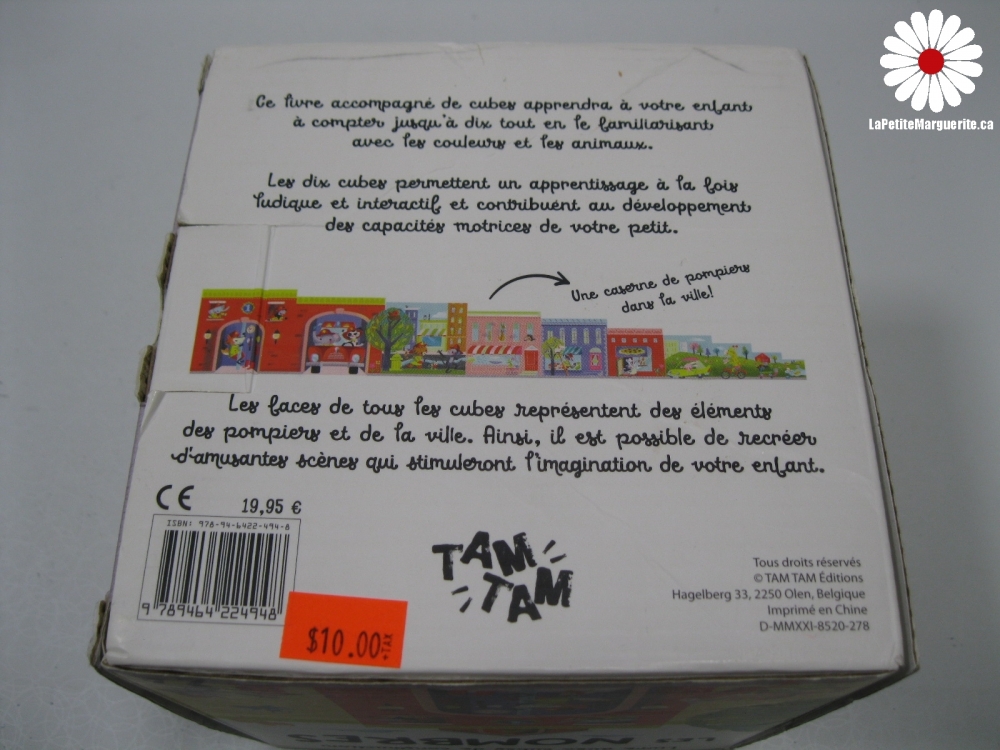 LaPetiteMarguerite.ca
Ce livre accompagné de cubes apprendra à votre enfant
à compter jusqu'à dix tout en le familiarisant
avec les couleurs et les animaux.
Les dix cubes permettent un apprentissage à la fois
ludique et interactif et contribuent au développement
des capacités motrices de votre petit.
Une caserne de pompiers
dans la ville!
Les faces de tous les cubes représentent des éléments
des pompiers et de la ville. Ainsi, il est possible de recréer
d'amusantes scènes qui stimuleront l'imagination de votre enfant.
CE 19,95 €
ISBN: 978-94-6422-494-8
9 789464 224948
$10.00 +TAX
TAM
TAM
Tous droits réservés
© TAM TAM Éditions
Hagelberg 33, 2250 Olen, Belgique
Imprimé en Chine
D-MMXXI-8520-278
NOMBRES